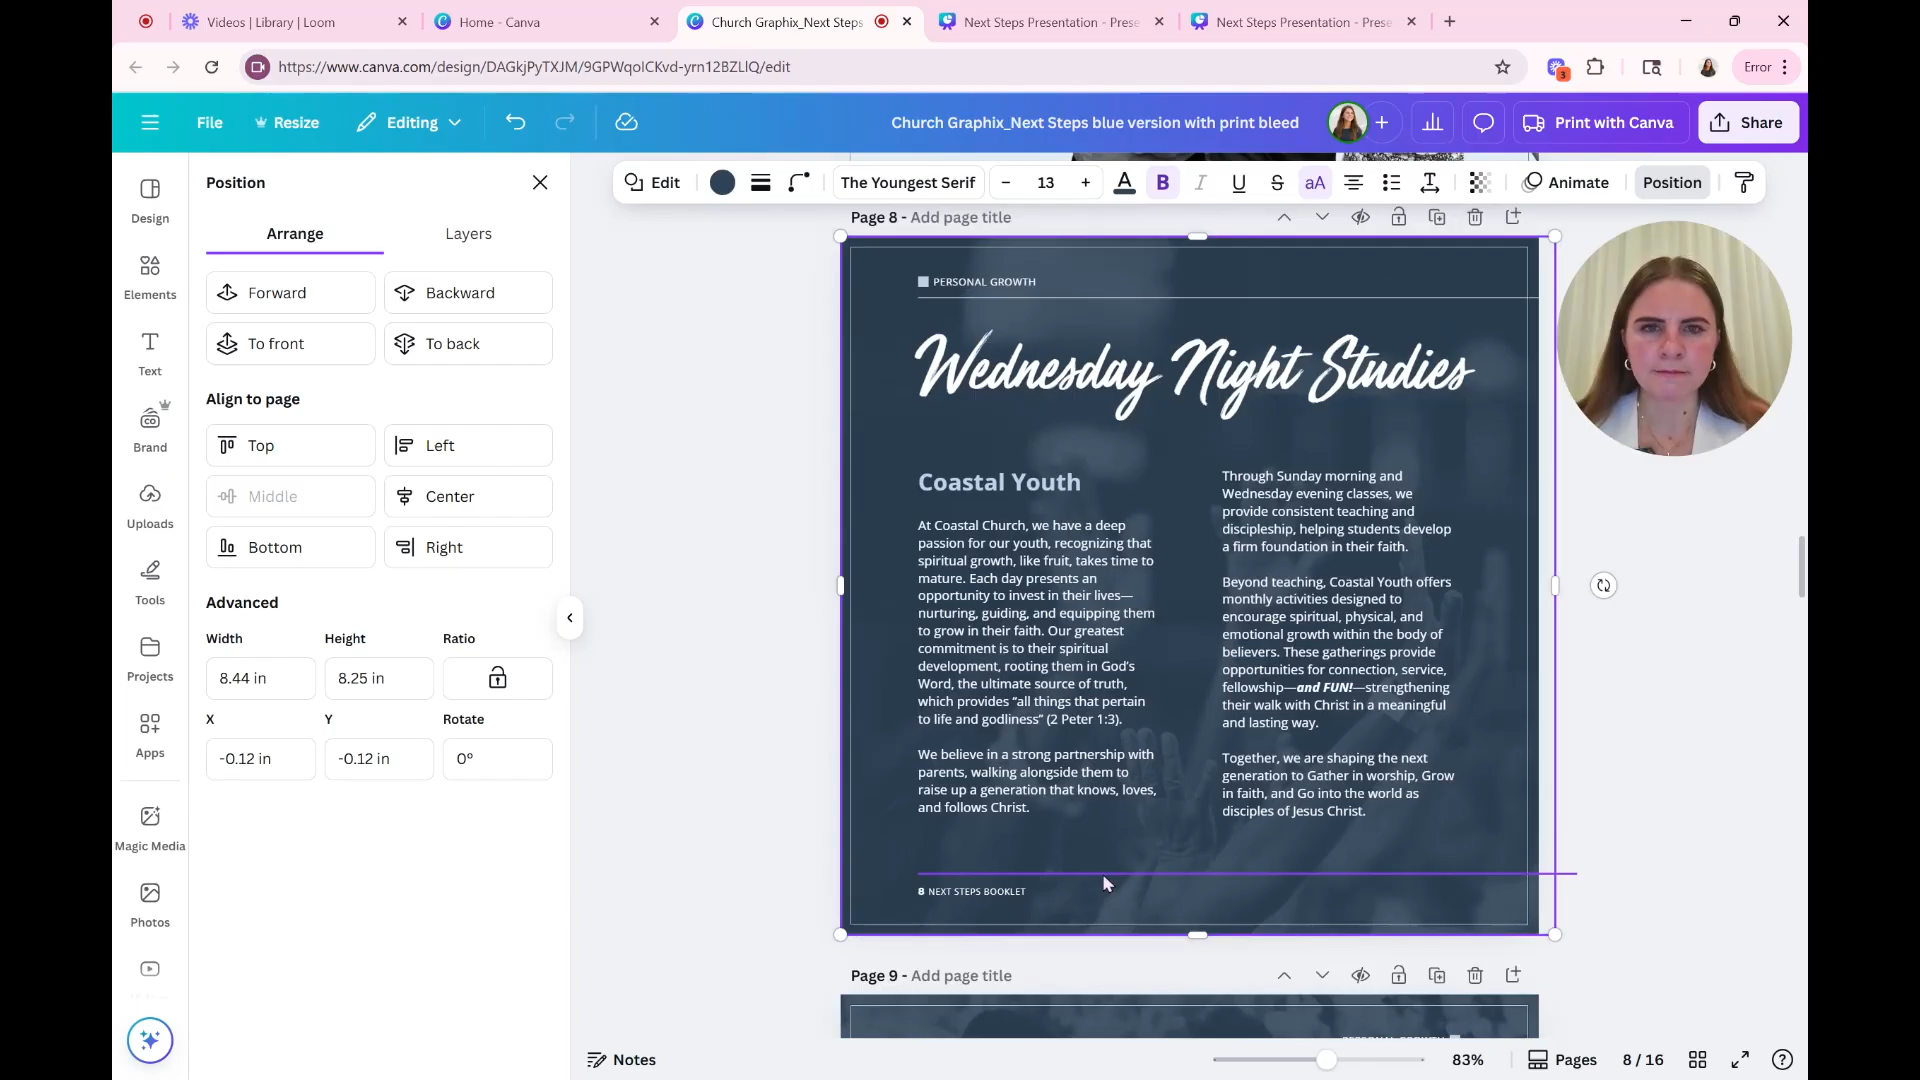 Videos | Library | Loom
Home - Canva
Church Graphix_Next Steps
Next Steps Presentation - Prese
Next Steps Presentation - Prese
https://www.canva.com/design/DAGkjPyTXJM/9GPWqoICKvd-yrn12BZLlQ/edit
3
Error
File
Resize
Editing
Church Graphix_Next Steps blue version with print bleed
Print with Canva
Share
Design
Elements
Text
Brand
Uploads
Tools
Projects
Apps
Magic Media
Photos
Position
Arrange
Layers
Forward
Backward
To front
To back
Align to page
Top
Left
Middle
Center
Bottom
Right
Advanced
Width
Height
Ratio
8.44 in
8.25 in
X
Y
Rotate
-0.12 in
-0.12 in
0°
Edit
The Youngest Serif
– 13 +
A
B
I
U
S
aA
Animate
Position
Page 8 - Add page title
PERSONAL GROWTH
Wednesday Night Studies
Coastal Youth
At Coastal Church, we have a deep
passion for our youth, recognizing that
spiritual growth, like fruit, takes time to
mature. Each day presents an
opportunity to invest in their lives—
nurturing, guiding, and equipping them
to grow in their faith. Our greatest
commitment is to their spiritual
development, rooting them in God’s
Word, the ultimate source of truth,
which provides “all things that pertain
to life and godliness” (2 Peter 1:3).
We believe in a strong partnership with
parents, walking alongside them to
raise up a generation that knows, loves,
and follows Christ.
Through Sunday morning and
Wednesday evening classes, we
provide consistent teaching and
discipleship, helping students develop
a firm foundation in their faith.
Beyond teaching, Coastal Youth offers
monthly activities designed to
encourage spiritual, physical, and
emotional growth within the body of
believers. These gatherings provide
opportunities for connection, service,
fellowship—and FUN!—strengthening
their walk with Christ in a meaningful
and lasting way.
Together, we are shaping the next
generation to Gather in worship, Grow
in faith, and Go into the world as
disciples of Jesus Christ.
8 NEXT STEPS BOOKLET
Page 9 - Add page title
PERSONAL GROWTH
Notes
83%
Pages
8 / 16